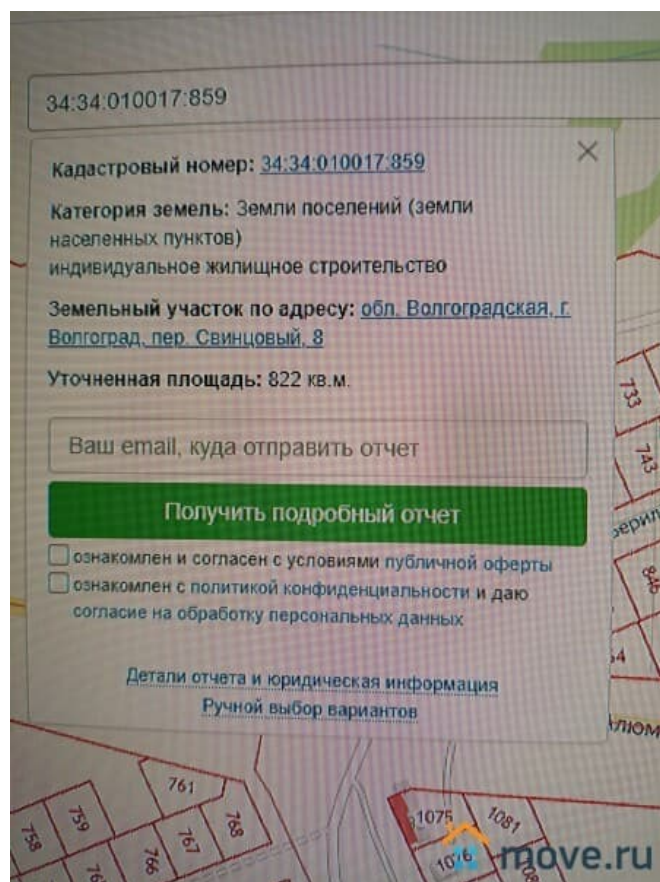 34:34:010017:859
Кадастровый номер: 34:34:010017:859
Категория земель: Земли поселений (земли
населенных пунктов)
индивидуальное жилищное строительство
Земельный участок по адресу: обл. Волгоградская, г.
Волгоград, пер. Свинцовый, 8
Уточненная площадь: 822 кв.м.
733
743
Ваш email, куда отправить отчет
Получить подробный отчет
ознакомлен и согласен с условиями публичной оферты
ознакомлен с политикой конфиденциальности и даю
согласие на обработку персональных данных
846
Детали отчета и юридическая информация
Ручной выбор вариантов
761
758
759
766
767
768
1075
1081
1076
move.ru